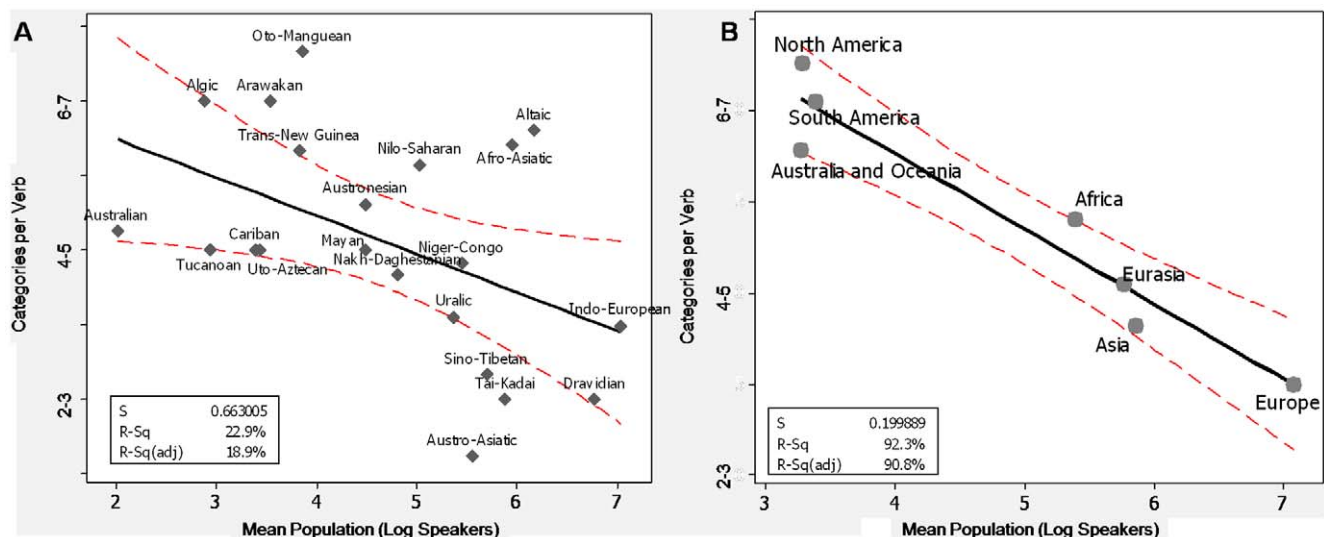 A
Categories per Verb
6-7
4-5
2-3
Oto-Manguean
Algic
Arawakan
Altaic
Trans-New Guinea
Nilo-Saharan
Afro-Asiatic
Austronesian
Australian
Cariban
Mayan
Niger-Congo
Tucanoan
Uto-Aztecan
Nakh-Daghestanian
Uralic
Indo-European
Sino-Tibetan
Tai-Kadai
Dravidian
Austro-Asiatic
S 0.663005
R-Sq 22.9%
R-Sq(adj) 18.9%
2 3 4 5 6 7
Mean Population (Log Speakers)
B
Categories per Verb
6-7
4-5
2-3
North America
South America
Australia and Oceania
Africa
Eurasia
Asia
Europe
S 0.199889
R-Sq 92.3%
R-Sq(adj) 90.8%
3 4 5 6 7
Mean Population (Log Speakers)